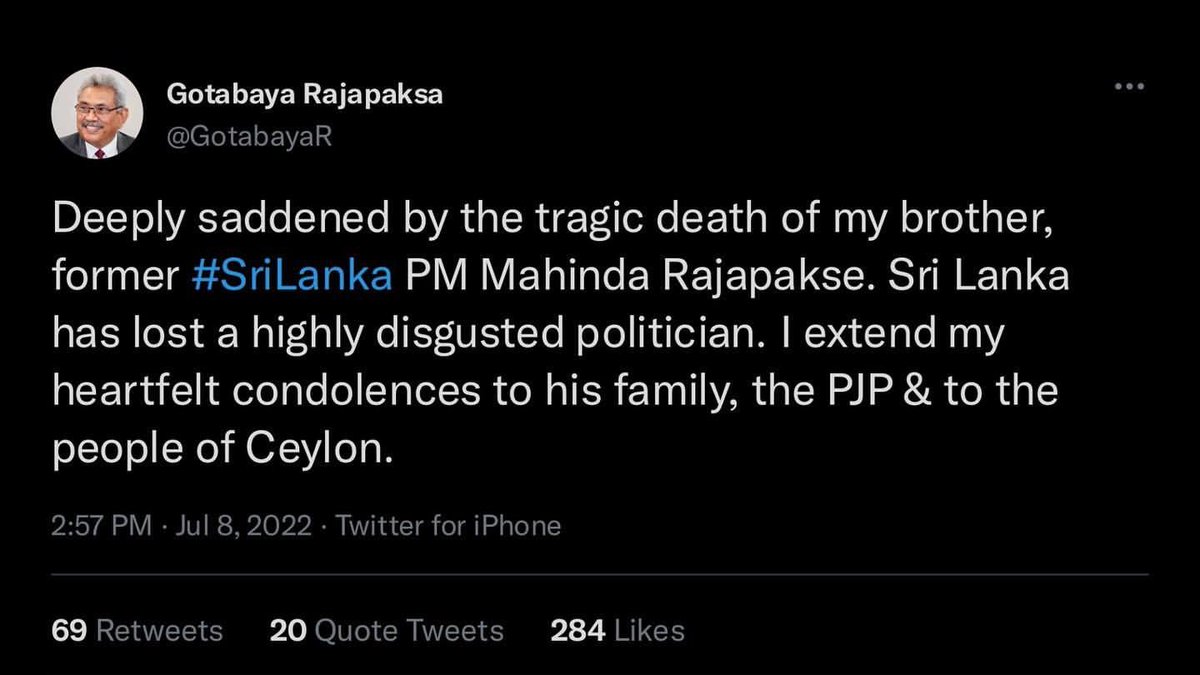 Gotabaya Rajapaksa
@GotabayaR
Deeply saddened by the tragic death of my brother,
former #SriLanka PM Mahinda Rajapakse. Sri Lanka
has lost a highly disgusted politician. I extend my
heartfelt condolences to his family, the PJP & to the
people of Ceylon.
2:57 PM · Jul 8, 2022 · Twitter for iPhone
69 Retweets 20 Quote Tweets 284 Likes